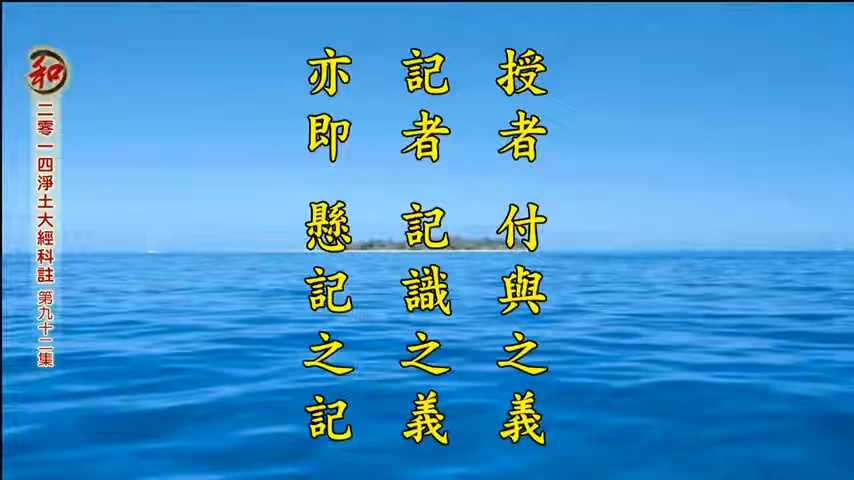 授者 付與之義
記者 記識之義
亦即 懸記之記
和
二零一四淨土大經科註 第九十二集